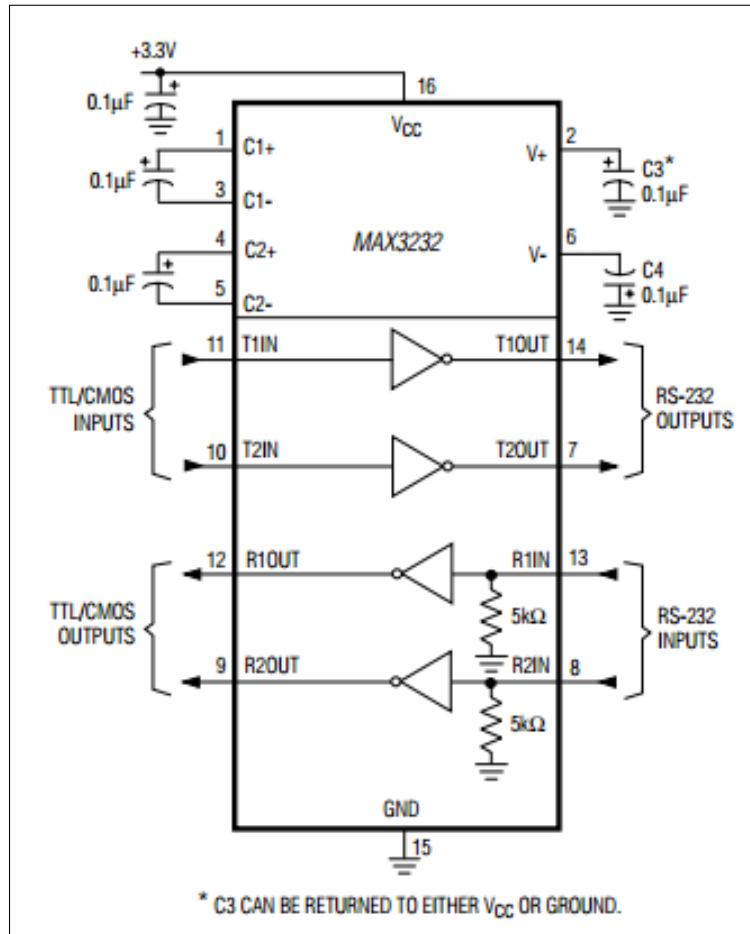 +3.3V
0.1µF
16
VCC
1
C1+
V+
2
0.1µF
C3*
0.1µF
3
C1-
MAX3232
4
C2+
V-
6
0.1µF
C4
0.1µF
5
C2-
11
T1IN
T1OUT
14
TTL/CMOS
INPUTS
RS-232
OUTPUTS
10
T2IN
T2OUT
7
12
R1OUT
R1IN
13
TTL/CMOS
OUTPUTS
5kΩ
RS-232
INPUTS
9
R2OUT
R2IN
8
5kΩ
GND
15
* C3 CAN BE RETURNED TO EITHER VCC OR GROUND.